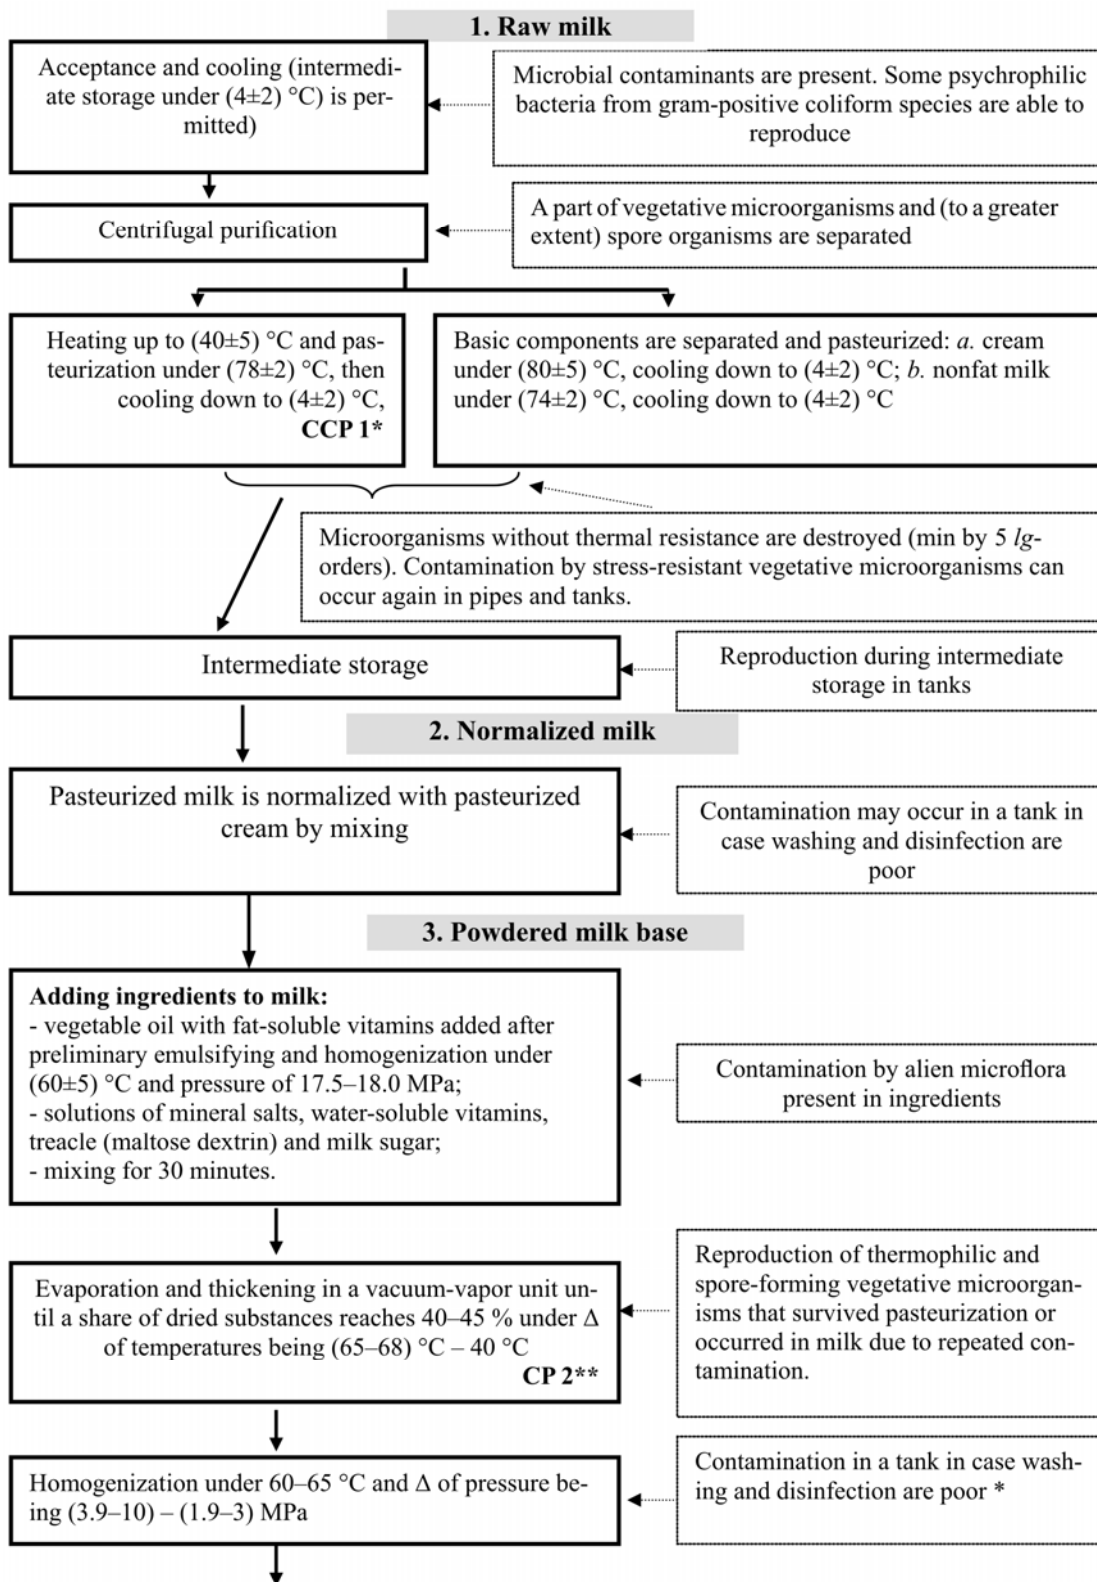 1. Raw milk
Acceptance and cooling (intermedi-
ate storage under (4±2) °C) is per-
mitted)
Microbial contaminants are present. Some psychrophilic
bacteria from gram-positive coliform species are able to
reproduce
Centrifugal purification
A part of vegetative microorganisms and (to a greater
extent) spore organisms are separated
Heating up to (40±5) °C and pas-
teurization under (78±2) °C, then
cooling down to (4±2) °C,
CCP 1*
Basic components are separated and pasteurized: a. cream
under (80±5) °C, cooling down to (4±2) °C; b. nonfat milk
under (74±2) °C, cooling down to (4±2) °C
Microorganisms without thermal resistance are destroyed (min by 5 lg-
orders). Contamination by stress-resistant vegetative microorganisms can
occur again in pipes and tanks.
Intermediate storage
Reproduction during intermediate
storage in tanks
2. Normalized milk
Pasteurized milk is normalized with pasteurized
cream by mixing
Contamination may occur in a tank in
case washing and disinfection are
poor
3. Powdered milk base
Adding ingredients to milk:
- vegetable oil with fat-soluble vitamins added after
preliminary emulsifying and homogenization under
(60±5) °C and pressure of 17.5–18.0 MPa;
- solutions of mineral salts, water-soluble vitamins,
treacle (maltose dextrin) and milk sugar;
- mixing for 30 minutes.
Contamination by alien microflora
present in ingredients
Evaporation and thickening in a vacuum-vapor unit un-
til a share of dried substances reaches 40–45 % under Δ
of temperatures being (65–68) °C – 40 °C
CP 2**
Reproduction of thermophilic and
spore-forming vegetative microorgan-
isms that survived pasteurization or
occurred in milk due to repeated con-
tamination.
Homogenization under 60–65 °C and Δ of pressure be-
ing (3.9–10) – (1.9–3) MPa
Contamination in a tank in case wash-
ing and disinfection are poor *